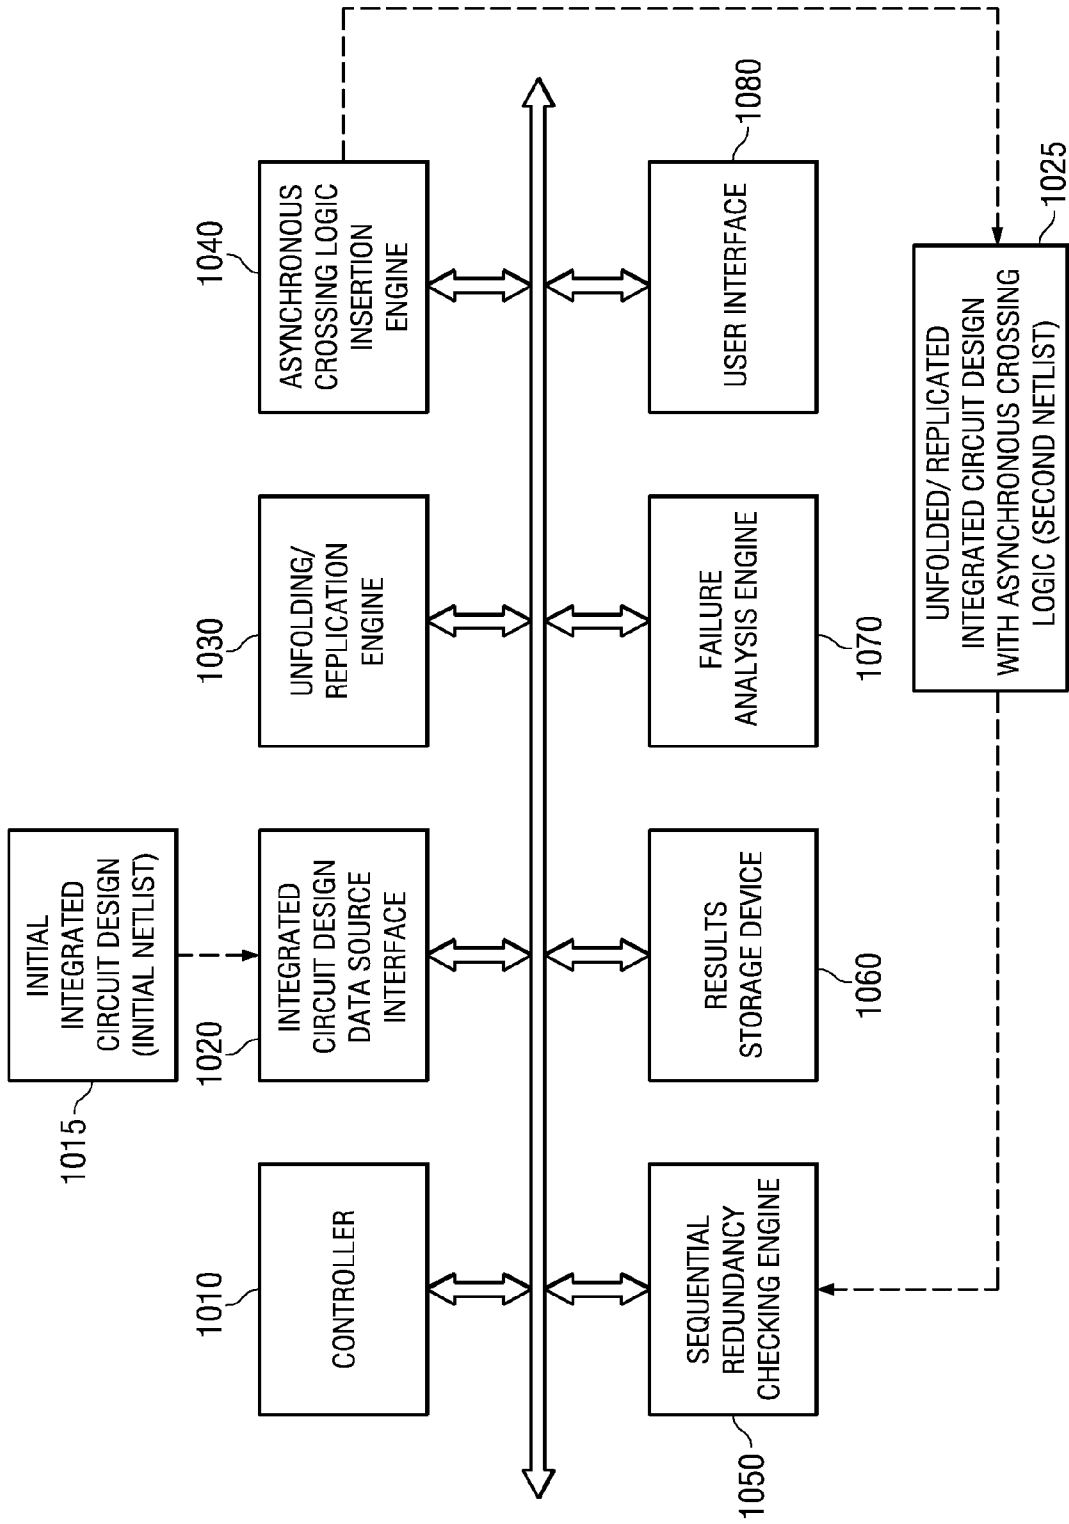 1015
INITIAL
INTEGRATED
CIRCUIT DESIGN
(INITIAL NETLIST)
1010
CONTROLLER
1020
INTEGRATED
CIRCUIT DESIGN
DATA SOURCE
INTERFACE
1030
UNFOLDING/
REPLICATION
ENGINE
1040
ASYNCHRONOUS
CROSSING LOGIC
INSERTION
ENGINE
SEQUENTIAL
REDUNDANCY
CHECKING ENGINE
1050
RESULTS
STORAGE DEVICE
1060
FAILURE
ANALYSIS ENGINE
1070
USER INTERFACE
1080
UNFOLDED/ REPLICATED
INTEGRATED CIRCUIT DESIGN
WITH ASYNCHRONOUS CROSSING
LOGIC (SECOND NETLIST)
1025